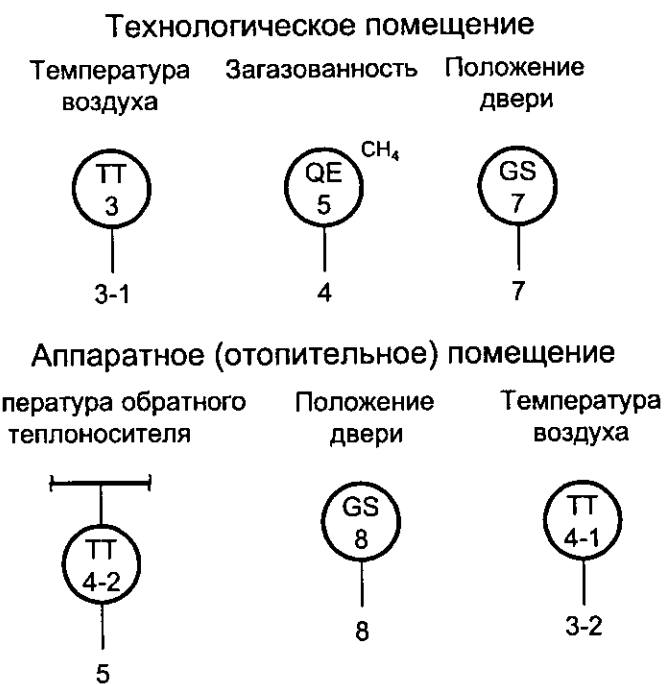 Технологическое помещение
Температура воздуха
Загазованность
Положение двери
TT
3
3-1
QE
5
CH₄
4
GS
7
7
Аппаратное (отопительное) помещение
пература обратного
теплоносителя
Положение
двери
Температура
воздуха
TT
4-2
5
GS
8
8
TT
4-1
3-2